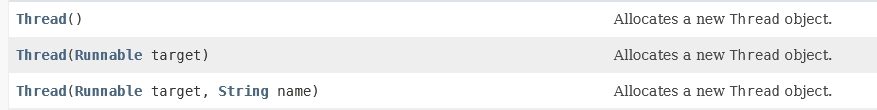 Thread() Allocates a new Thread object.
Thread(Runnable target) Allocates a new Thread object.
Thread(Runnable target, String name) Allocates a new Thread object.